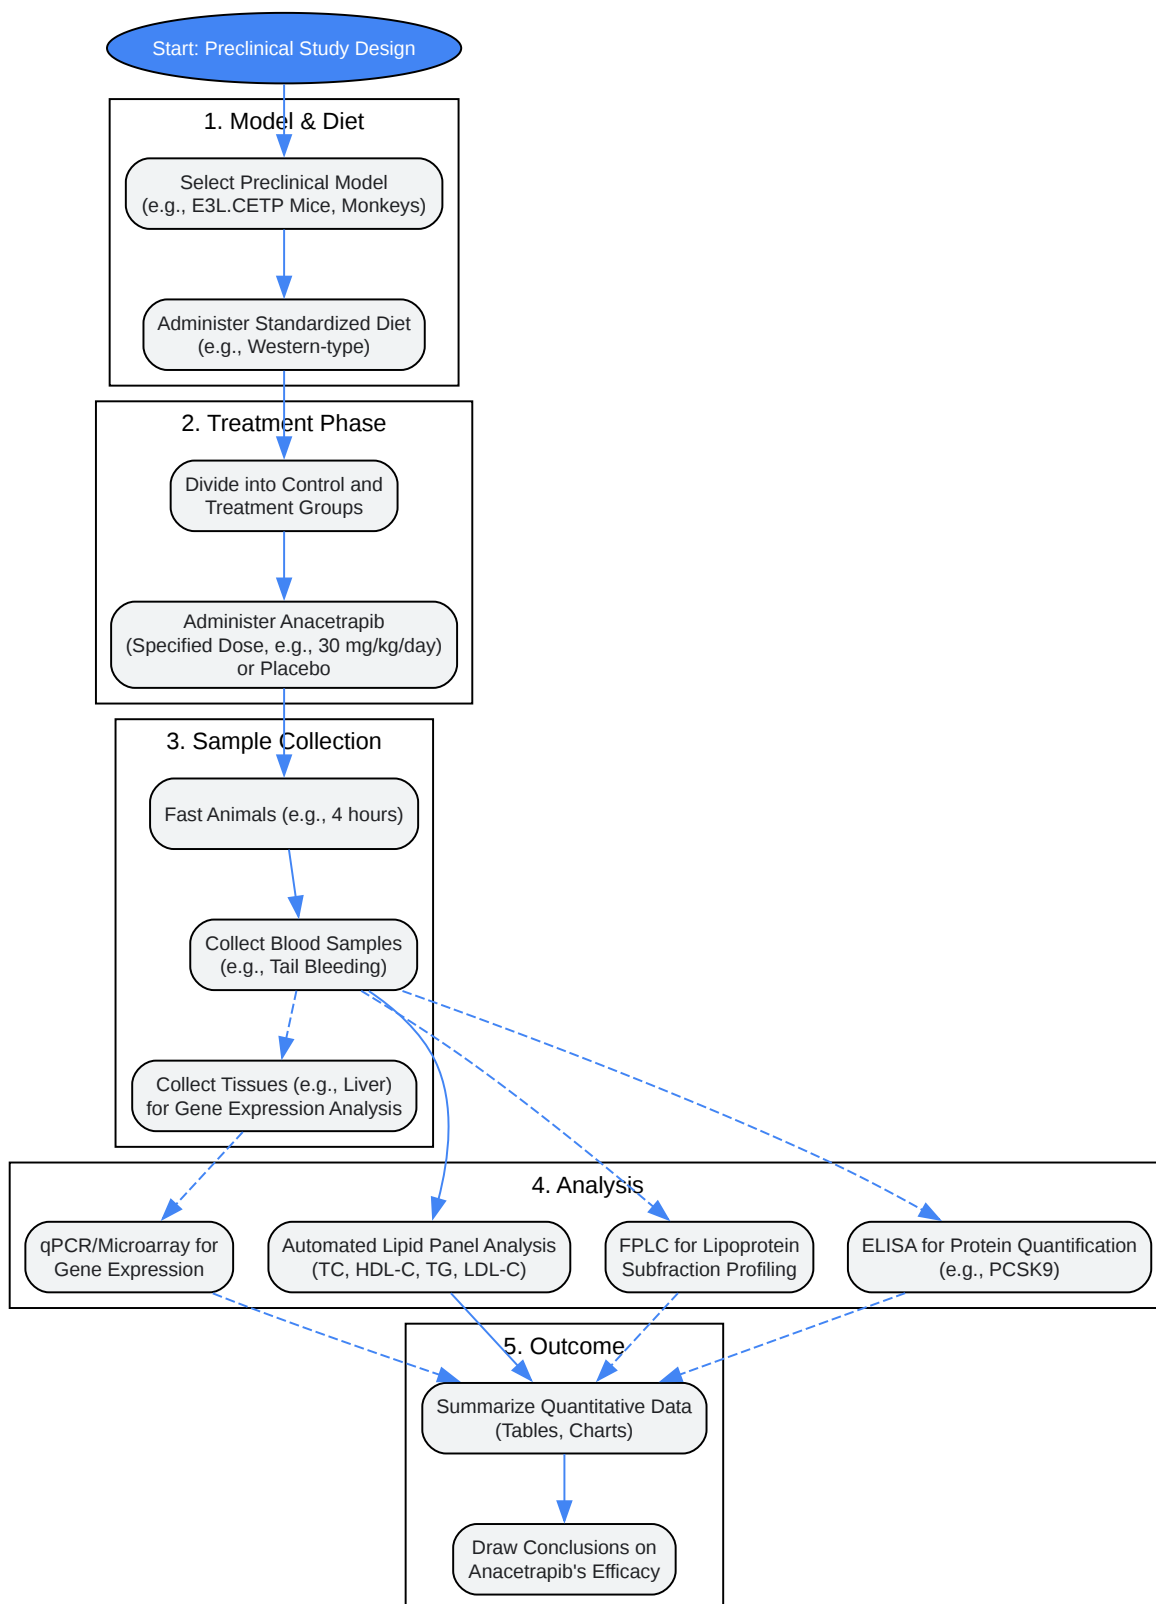 Start: Preclinical Study Design
1. Model & Diet
Select Preclinical Model
(e.g., E3L.CETP Mice, Monkeys)
Administer Standardized Diet
(e.g., Western-type)
2. Treatment Phase
Divide into Control and
Treatment Groups
Administer Anacetrapib
(Specified Dose, e.g., 30 mg/kg/day)
or Placebo
3. Sample Collection
Fast Animals (e.g., 4 hours)
Collect Blood Samples
(e.g., Tail Bleeding)
Collect Tissues (e.g., Liver)
for Gene Expression Analysis
4. Analysis
qPCR/Microarray for
Gene Expression
Automated Lipid Panel Analysis
(TC, HDL-C, TG, LDL-C)
FPLC for Lipoprotein
Subfraction Profiling
ELISA for Protein Quantification
(e.g., PCSK9)
5. Outcome
Summarize Quantitative Data
(Tables, Charts)
Draw Conclusions on
Anacetrapib's Efficacy